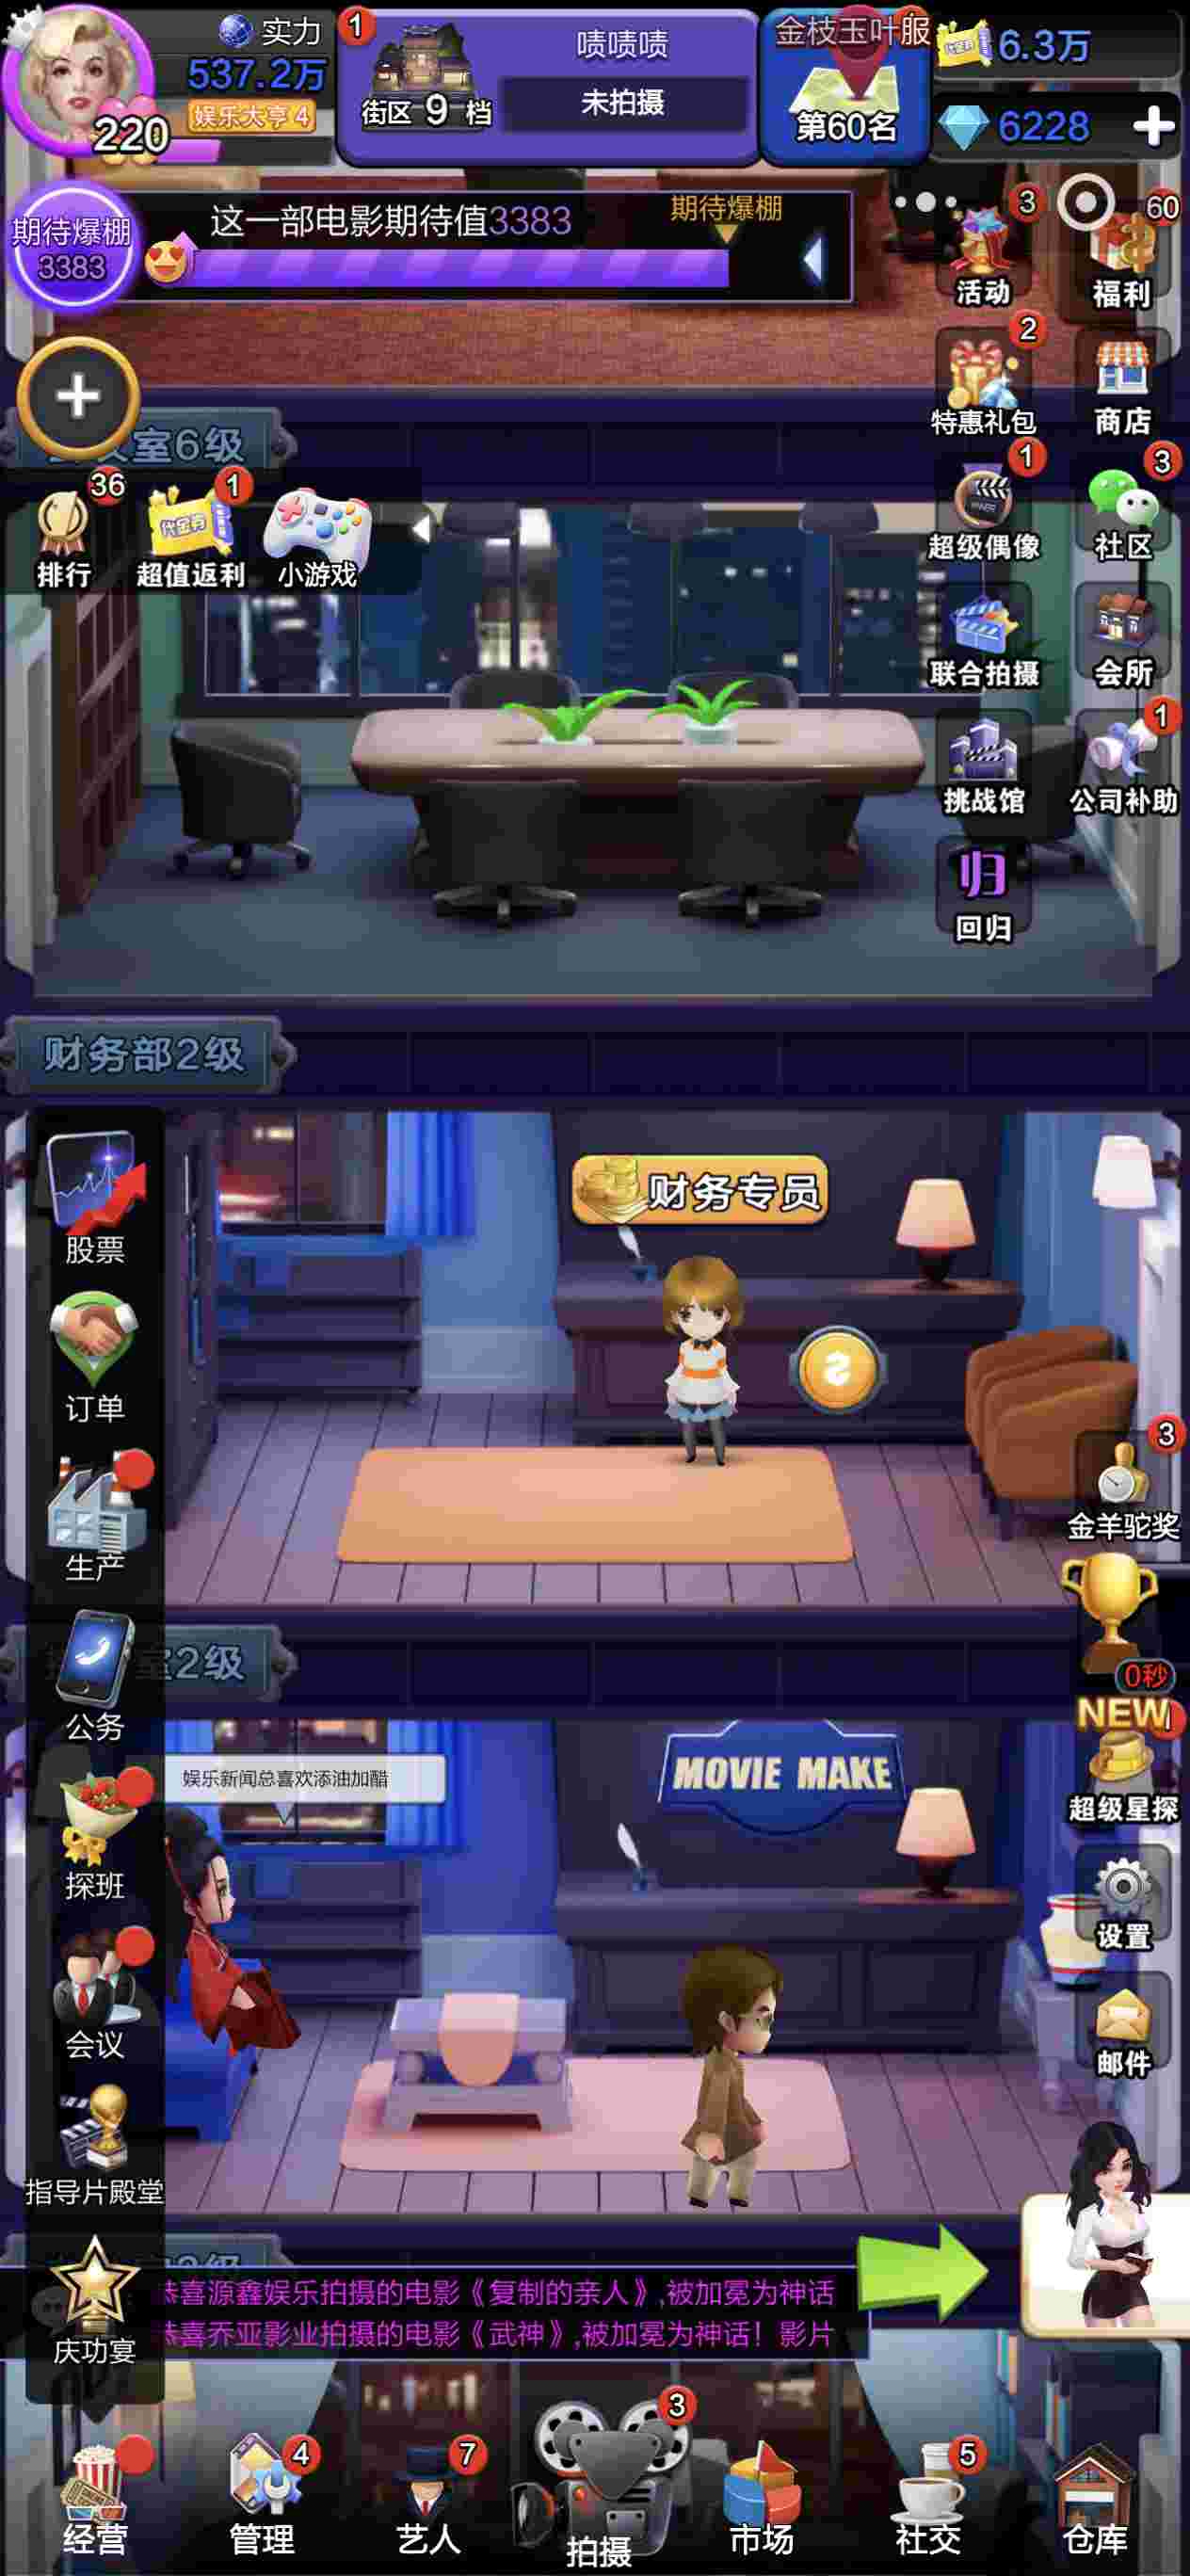 实力
537.2万
娱乐大亨 4
220
1
街区 9 档
啧啧啧
未拍摄
金枝玉叶服
第60名
代金券
6.3万
6228
期待爆棚
3383
这一部电影期待值3383
期待爆棚
3
活动
60
福利
2
特惠礼包
商店
室6级
36
排行
1
代金券
超值返利
小游戏
1
超级偶像
3
社区
联合拍摄
会所
挑战馆
1
公司补助
归
回归
财务部2级
股票
财务专员
订单
生产
3
金羊驼奖
室2级
公务
0秒
NEW
超级星探
MOVIE MAKE
娱乐新闻总喜欢添油加醋
探班
设置
会议
邮件
指导片殿堂
恭喜源鑫娱乐拍摄的电影《复制的亲人》,被加冕为神话
恭喜乔亚影业拍摄的电影《武神》,被加冕为神话！影片
庆功宴
经营
4
管理
7
艺人
3
拍摄
市场
5
社交
仓库